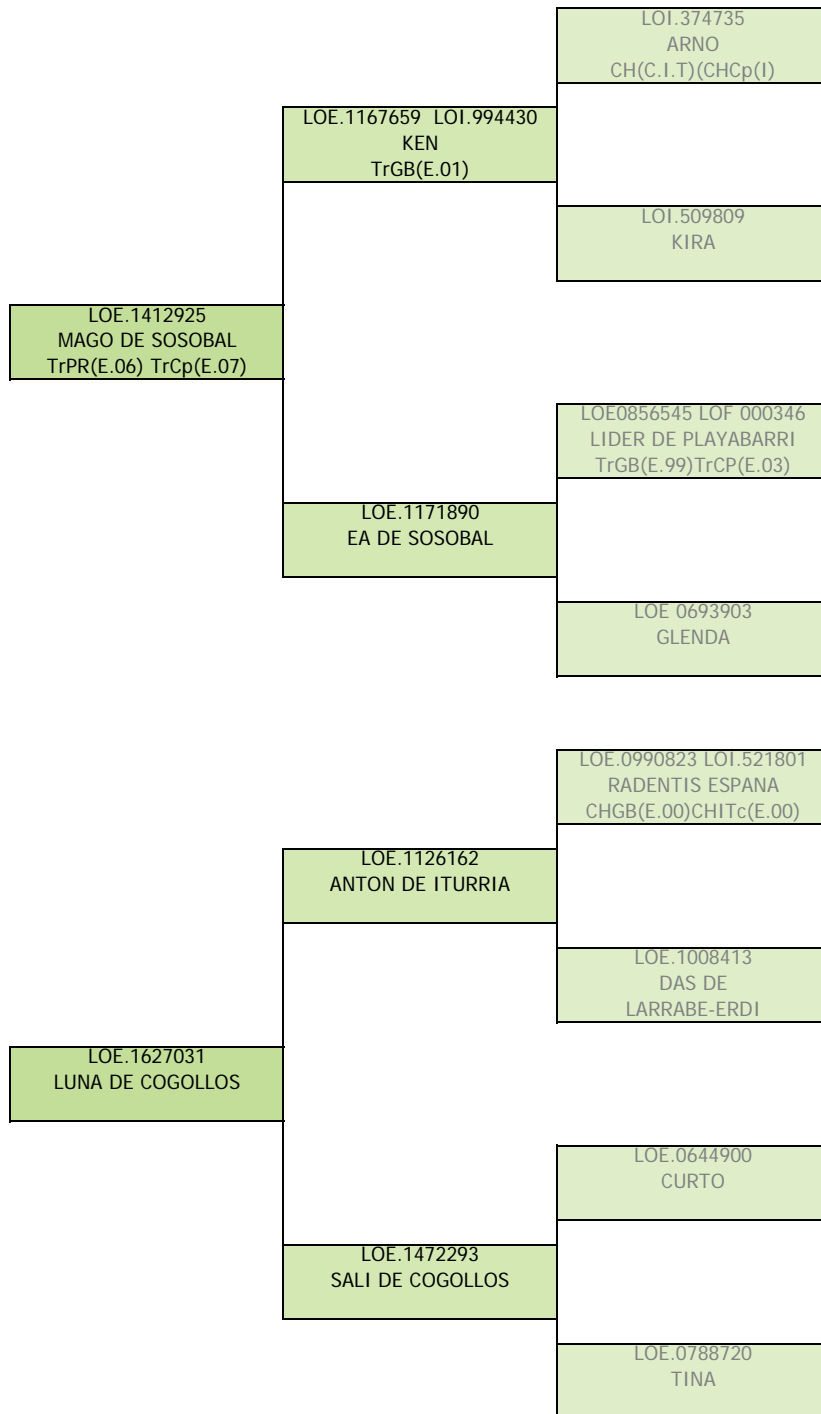 LOI.374735
ARNO
CH(C.I.T)(CHCp(I)
LOE.1167659 LOI.994430
KEN
TrGB(E.01)
LOI.509809
KIRA
LOE.1412925
MAGO DE SOSOBAL
TrPR(E.06) TrCp(E.07)
LOE0856545 LOF 000346
LIDER DE PLAYABARRI
TrGB(E.99)TrCP(E.03)
LOE.1171890
EA DE SOSOBAL
LOE 0693903
GLENDA
LOE.0990823 LOI.521801
RADENTIS ESPANA
CHGB(E.00)CHITc(E.00)
LOE.1126162
ANTON DE ITURRIA
LOE.1008413
DAS DE
LARRABE-ERDI
LOE.1627031
LUNA DE COGOLLOS
LOE.0644900
CURTO
LOE.1472293
SALI DE COGOLLOS
LOE.0788720
TINA